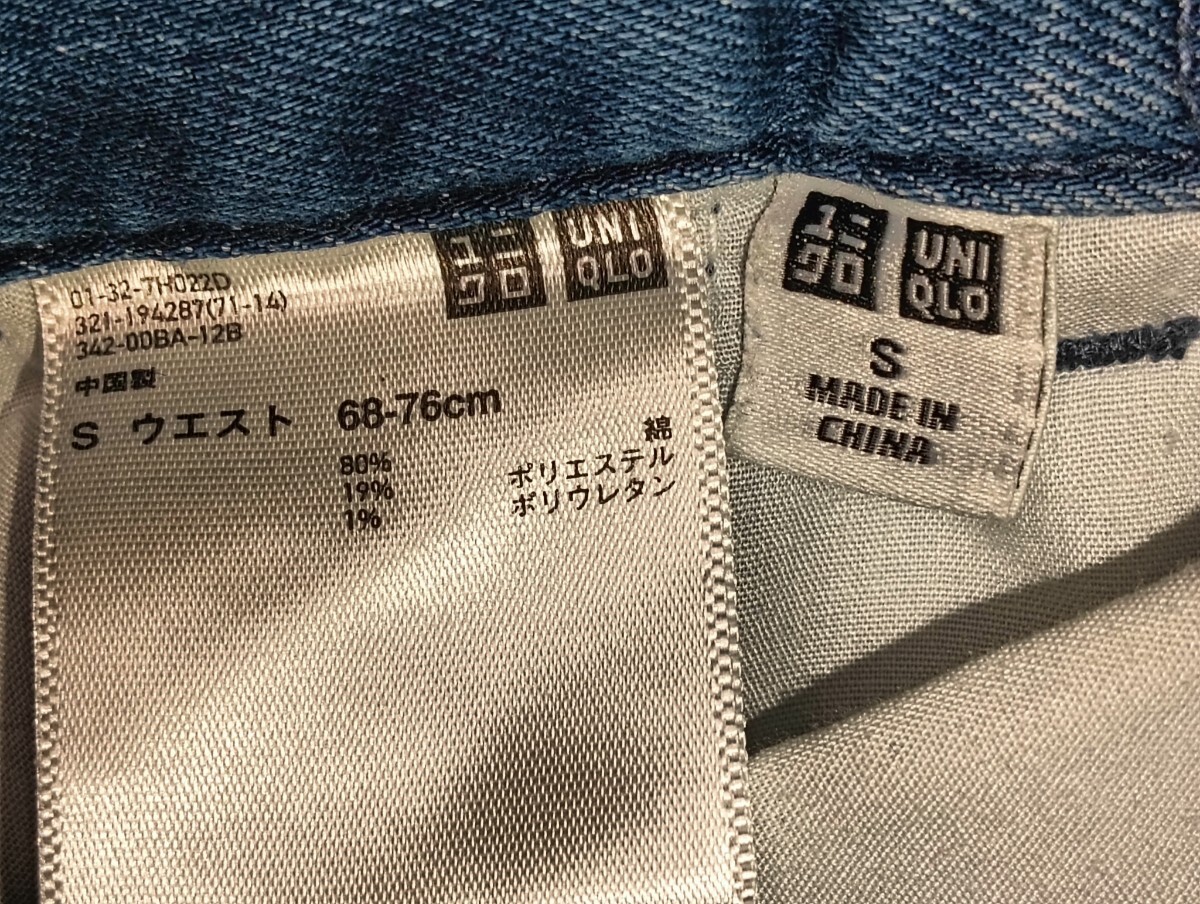 ユニ
クロ
UNI
QLO
01-32-7H022D
321-194287(71-14)
342-00BA-12B
中国製
S ウエスト 68-76cm
綿
80% ポリエステル
19% ポリウレタン
1%
ユニ
クロ
UNI
QLO
S
MADE IN
CHINA